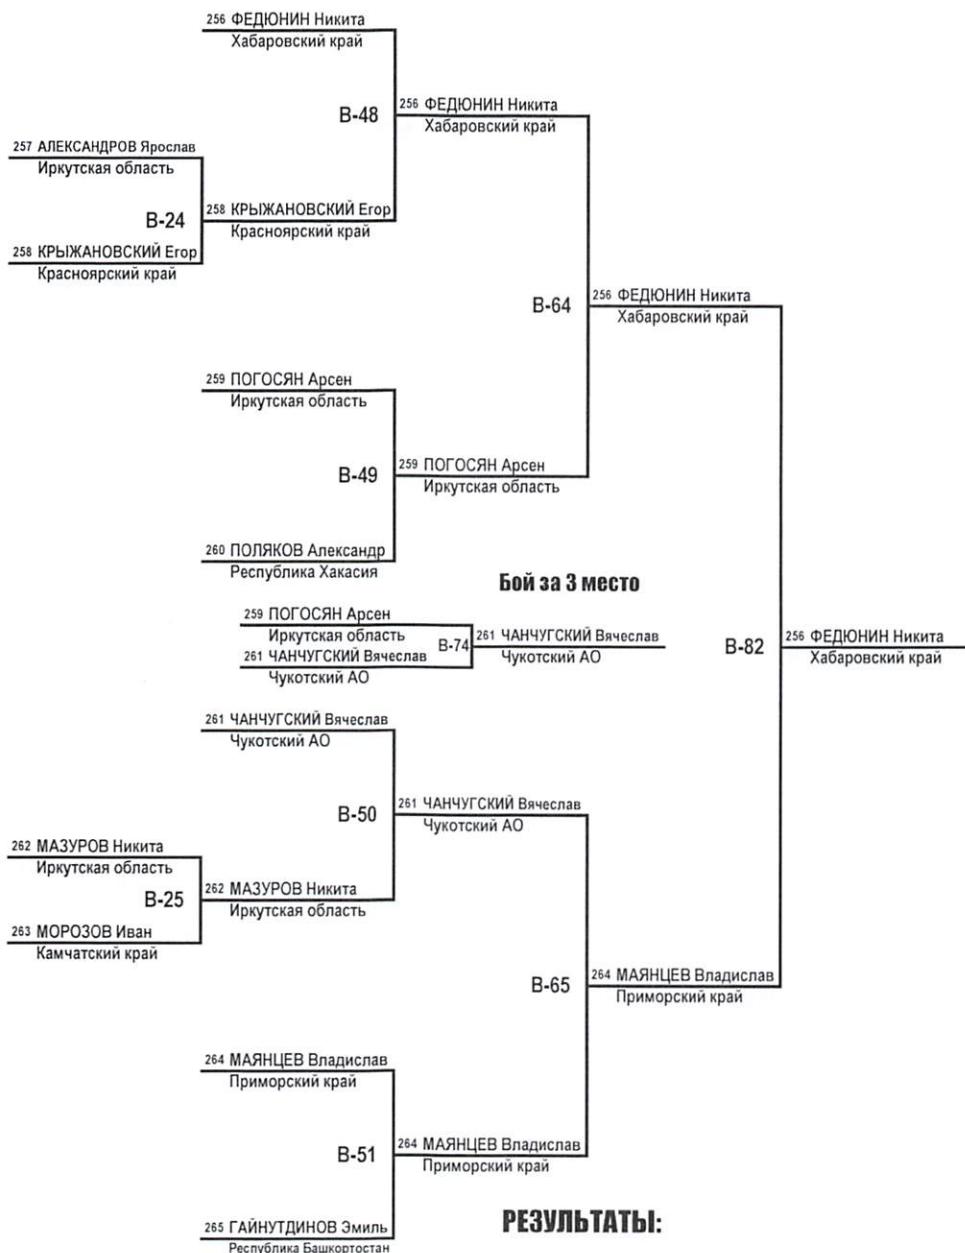 256 ФЕДЮНИН Никита
Хабаровский край
В-48
256 ФЕДЮНИН Никита
Хабаровский край
257 АЛЕКСАНДРОВ Ярослав
Иркутская область
В-24
258 КРЫЖАНОВСКИЙ Егор
Красноярский край
258 КРЫЖАНОВСКИЙ Егор
Красноярский край
В-64
256 ФЕДЮНИН Никита
Хабаровский край
259 ПОГОСЯН Арсен
Иркутская область
В-49
259 ПОГОСЯН Арсен
Иркутская область
260 ПОЛЯКОВ Александр
Республика Хакасия
Бой за 3 место
259 ПОГОСЯН Арсен
Иркутская область
В-74
261 ЧАНЧУГСКИЙ Вячеслав
Чукотский АО
261 ЧАНЧУГСКИЙ Вячеслав
Чукотский АО
В-82
256 ФЕДЮНИН Никита
Хабаровский край
261 ЧАНЧУГСКИЙ Вячеслав
Чукотский АО
В-50
261 ЧАНЧУГСКИЙ Вячеслав
Чукотский АО
262 МАЗУРОВ Никита
Иркутская область
В-25
262 МАЗУРОВ Никита
Иркутская область
263 МОРОЗОВ Иван
Камчатский край
В-65
264 МАЯНЦЕВ Владислав
Приморский край
264 МАЯНЦЕВ Владислав
Приморский край
В-51
264 МАЯНЦЕВ Владислав
Приморский край
265 ГАЙНУТДИНОВ Эмиль
Республика Башкортостан
РЕЗУЛЬТАТЫ: